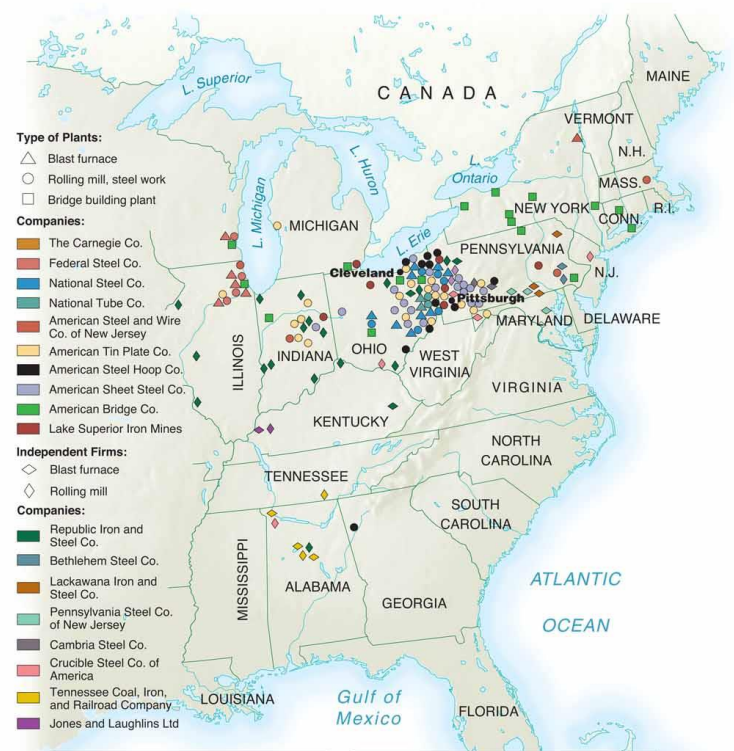 L. Superior
CANADA
MAINE
VERMONT
N.H.
L. Michigan
L. Huron
L.
Ontario
MASS.
R.I.
NEW YORK
CONN.
MICHIGAN
L. Erie
PENNSYLVANIA
Cleveland
N.J.
Pittsburgh
MARYLAND
DELAWARE
ILLINOIS
INDIANA
OHIO
WEST
VIRGINIA
VIRGINIA
KENTUCKY
NORTH
CAROLINA
TENNESSEE
SOUTH
CAROLINA
MISSISSIPPI
ALABAMA
GEORGIA
ATLANTIC
OCEAN
LOUISIANA
Gulf of
Mexico
FLORIDA
Type of Plants:
Blast furnace
Rolling mill, steel work
Bridge building plant
Companies:
The Carnegie Co.
Federal Steel Co.
National Steel Co.
National Tube Co.
American Steel and Wire
Co. of New Jersey
American Tin Plate Co.
American Steel Hoop Co.
American Sheet Steel Co.
American Bridge Co.
Lake Superior Iron Mines
Independent Firms:
Blast furnace
Rolling mill
Companies:
Republic Iron and
Steel Co.
Bethlehem Steel Co.
Lackawana Iron and
Steel Co.
Pennsylvania Steel Co.
of New Jersey
Cambria Steel Co.
Crucible Steel Co. of
America
Tennessee Coal, Iron,
and Railroad Company
Jones and Laughlins Ltd